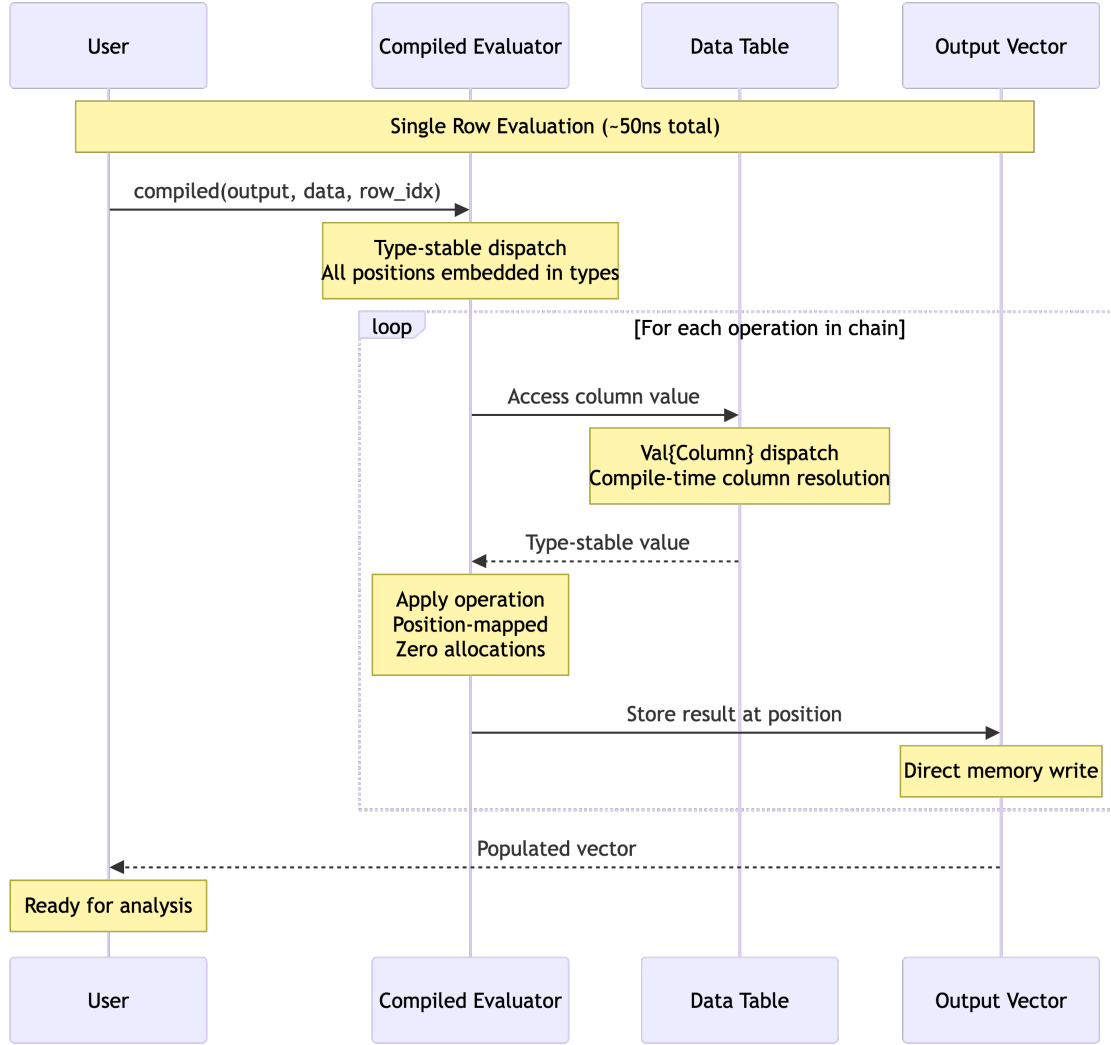 User
Compiled Evaluator
Data Table
Output Vector
Single Row Evaluation (~50ns total)
compiled(output, data, row_idx)
Type-stable dispatch
All positions embedded in types
loop
[For each operation in chain]
Access column value
Val{Column} dispatch
Compile-time column resolution
Type-stable value
Apply operation
Position-mapped
Zero allocations
Store result at position
Direct memory write
Populated vector
Ready for analysis
User
Compiled Evaluator
Data Table
Output Vector